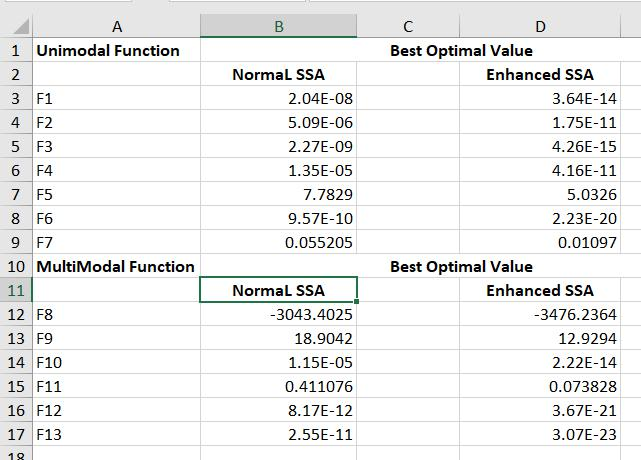 A B C D
1 Unimodal Function Best Optimal Value
2 NormaL SSA Enhanced SSA
3 F1 2.04E-08 3.64E-14
4 F2 5.09E-06 1.75E-11
5 F3 2.27E-09 4.26E-15
6 F4 1.35E-05 4.16E-11
7 F5 7.7829 5.0326
8 F6 9.57E-10 2.23E-20
9 F7 0.055205 0.01097
10 MultiModal Function Best Optimal Value
11 NormaL SSA Enhanced SSA
12 F8 -3043.4025 -3476.2364
13 F9 18.9042 12.9294
14 F10 1.15E-05 2.22E-14
15 F11 0.411076 0.073828
16 F12 8.17E-12 3.67E-21
17 F13 2.55E-11 3.07E-23
18